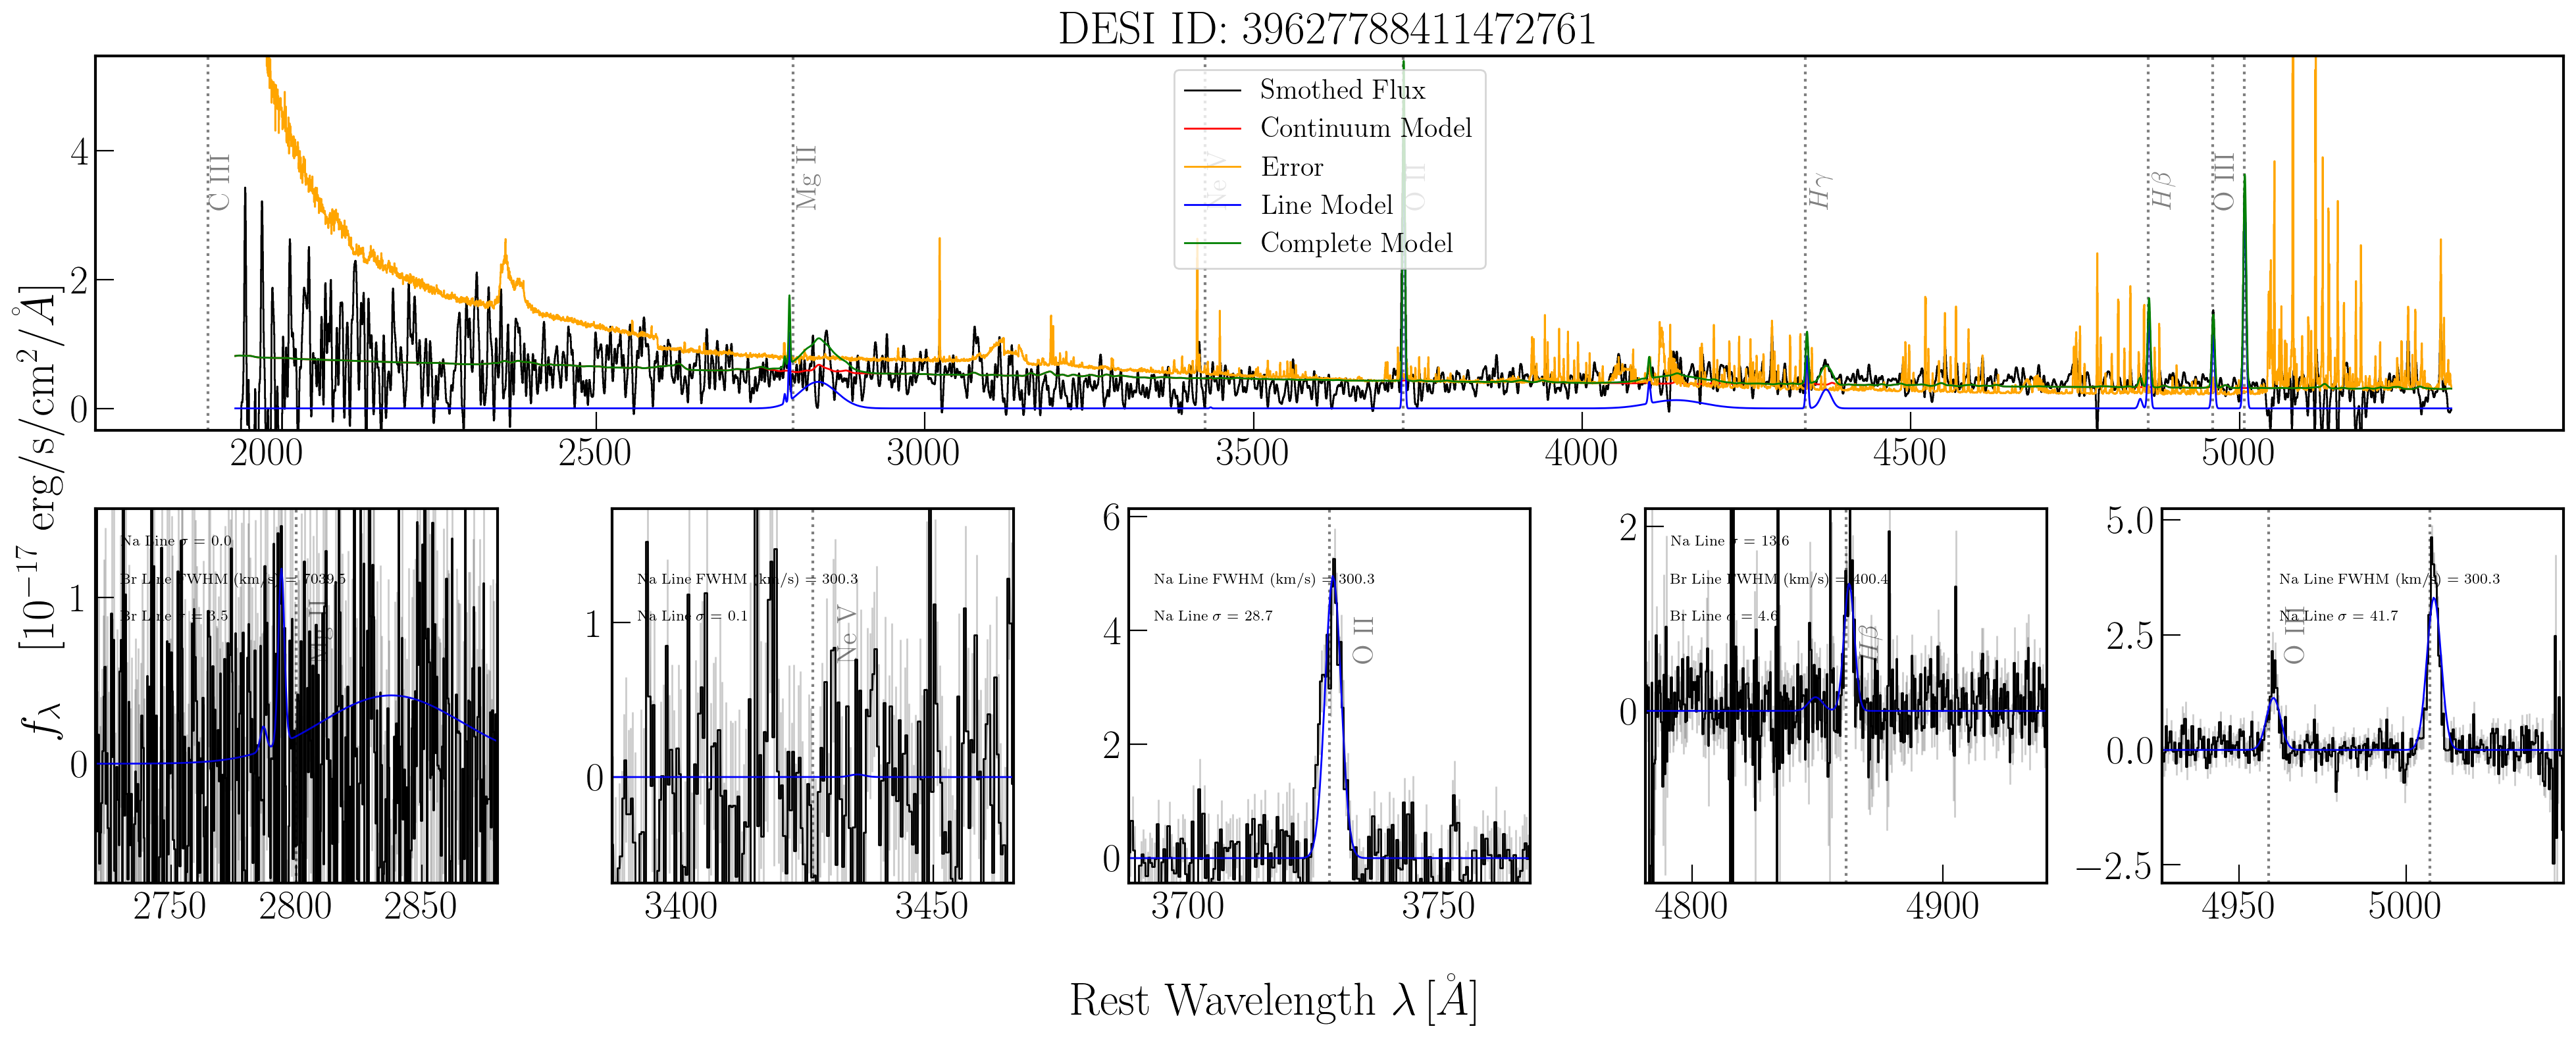 DESI ID: 39627788411472761
Smothed Flux
Continuum Model
Error
Line Model
Complete Model
C III
Mg II
Ne V
O II
Hγ
Hβ
O III
4
2
0
2000 2500 3000 3500 4000 4500 5000
f_λ [10^{-17} erg/s/cm^2/Å]
Na Line σ = 0.0
Br Line FWHM (km/s) = 7039.5
Br Line σ = 3.5
Mg II
1
0
2750 2800 2850
Na Line FWHM (km/s) = 300.3
Na Line σ = 0.1
Ne V
1
0
3400 3450
Na Line FWHM (km/s) = 300.3
Na Line σ = 28.7
O II
6
4
2
0
3700 3750
Na Line σ = 13.6
Br Line FWHM (km/s) = 400.4
Br Line σ = 4.6
Hβ
2
0
4800 4900
Na Line FWHM (km/s) = 300.3
Na Line σ = 41.7
O III
5.0
2.5
0.0
−2.5
4950 5000
Rest Wavelength λ [Å]